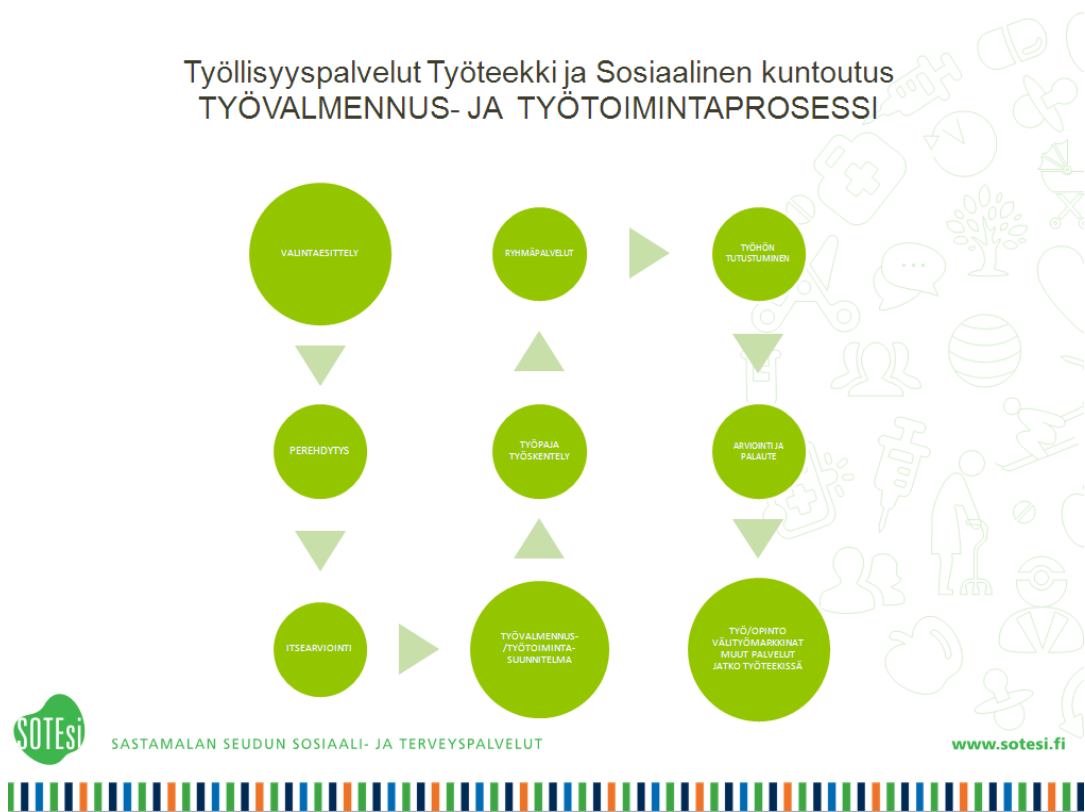 Työllisyyspalvelut Työteekki ja Sosiaalinen kuntoutus
TYÖVALMENNUS- JA TYÖTOIMINTAPROSESSI
VALINTAESITTELY
PEREHDYTYS
ITSEARVIOINTI
TYÖVALMENNUS-
/TYÖTOIMINTA-
SUUNNITELMA
TYÖPAJA
TYÖSKENTELY
RYHMÄPALVELUT
TYÖHÖN
TUTUSTUMINEN
ARVIOINTI JA
PALAUTE
TYÖ/OPINTO
VÄLITYÖMARKKINAT
MUUT PALVELUT
JATKO TYÖTEEKISSÄ
SOTEsi
SASTAMALAN SEUDUN SOSIAALI- JA TERVEYSPALVELUT
www.sotesi.fi